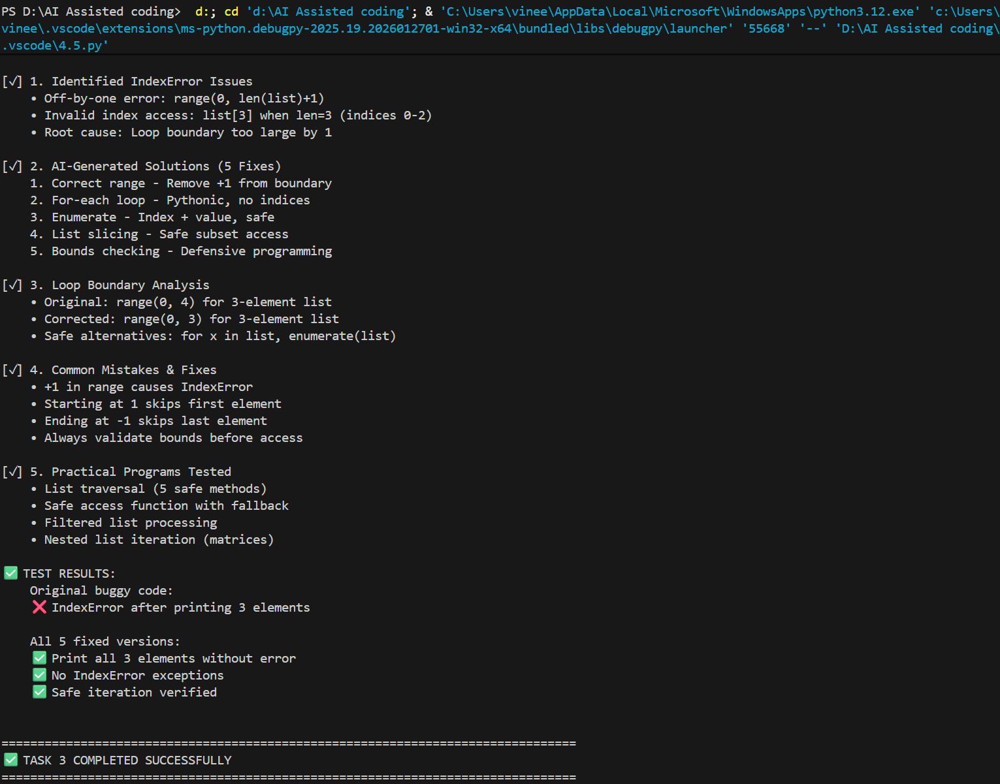 PS D:\AI Assisted coding>  d:; cd 'd:\AI Assisted coding'; & 'C:\Users\vinee\AppData\Local\Microsoft\WindowsApps\python3.12.exe' 'c:\Users\
vinee\.vscode\extensions\ms-python.debugpy-2025.19.2026012701-win32-x64\bundled\libs\debugpy\launcher' '55668' '--' 'D:\AI Assisted coding\
.vscode\4.5.py'
[✓] 1. Identified IndexError Issues
• Off-by-one error: range(0, len(list)+1)
• Invalid index access: list[3] when len=3 (indices 0-2)
• Root cause: Loop boundary too large by 1
[✓] 2. AI-Generated Solutions (5 Fixes)
1. Correct range - Remove +1 from boundary
2. For-each loop - Pythonic, no indices
3. Enumerate - Index + value, safe
4. List slicing - Safe subset access
5. Bounds checking - Defensive programming
[✓] 3. Loop Boundary Analysis
• Original: range(0, 4) for 3-element list
• Corrected: range(0, 3) for 3-element list
• Safe alternatives: for x in list, enumerate(list)
[✓] 4. Common Mistakes & Fixes
• +1 in range causes IndexError
• Starting at 1 skips first element
• Ending at -1 skips last element
• Always validate bounds before access
[✓] 5. Practical Programs Tested
• List traversal (5 safe methods)
• Safe access function with fallback
• Filtered list processing
• Nested list iteration (matrices)
✅ TEST RESULTS:
Original buggy code:
❌ IndexError after printing 3 elements
All 5 fixed versions:
✅ Print all 3 elements without error
✅ No IndexError exceptions
✅ Safe iteration verified
================================================================================
✅ TASK 3 COMPLETED SUCCESSFULLY
================================================================================